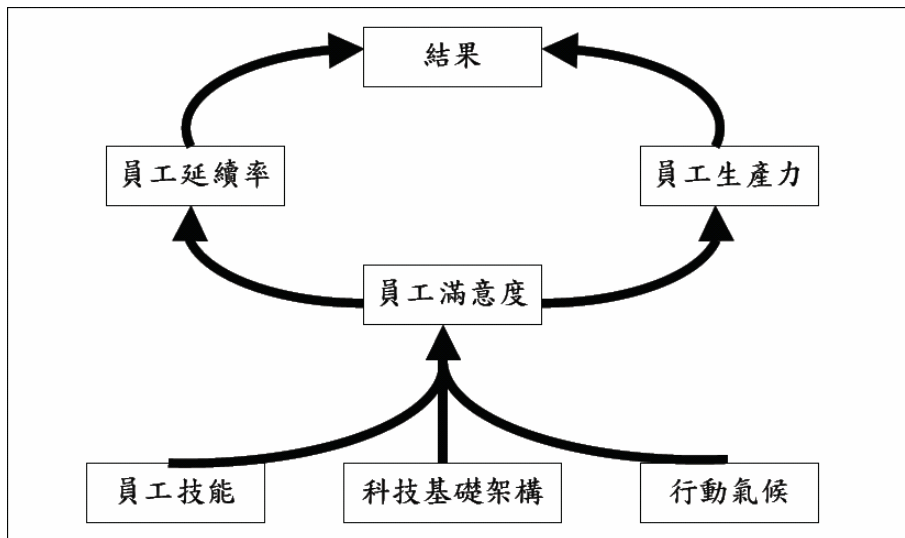 結果
員工延續率
員工生產力
員工滿意度
員工技能
科技基礎架構
行動氣候